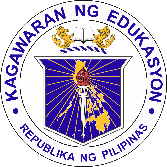 KAGAWARAN NG EDUKASYON
REPUBLIKA NG PILIPINAS